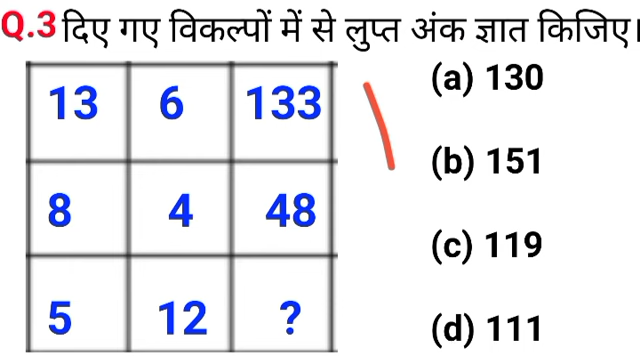 Q.3 दिए गए विकल्पों में से लुप्त अंक ज्ञात किजिए।
13 6 133
8 4 48
5 12 ?
(a) 130
(b) 151
(c) 119
(d) 111